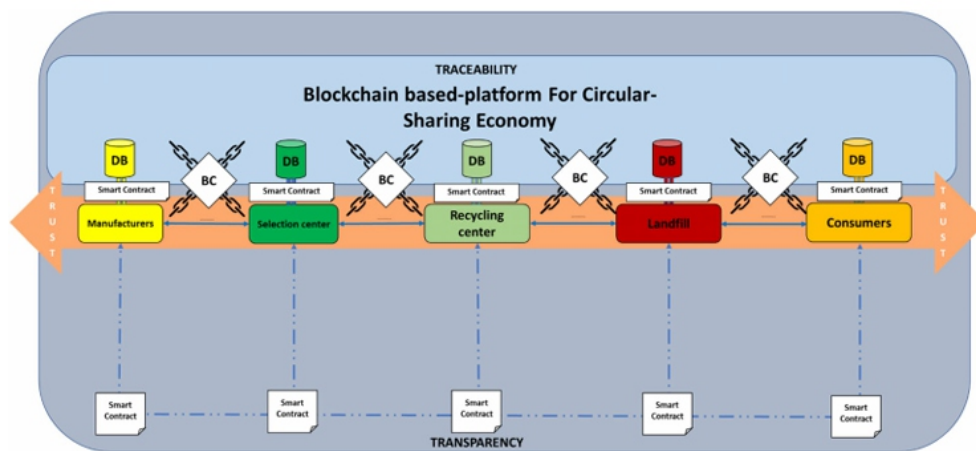 TRACEABILITY
Blockchain based-platform For Circular-
Sharing Economy
DB
DB
DB
DB
DB
BC
BC
BC
BC
Smart Contract
Smart Contract
Smart Contract
Smart Contract
Smart Contract
TRUST
Manufacturers
Selection center
Recycling
center
Landfill
Consumers
TRUST
Smart
Contract
Smart
Contract
Smart
Contract
Smart
Contract
Smart
Contract
TRANSPARENCY